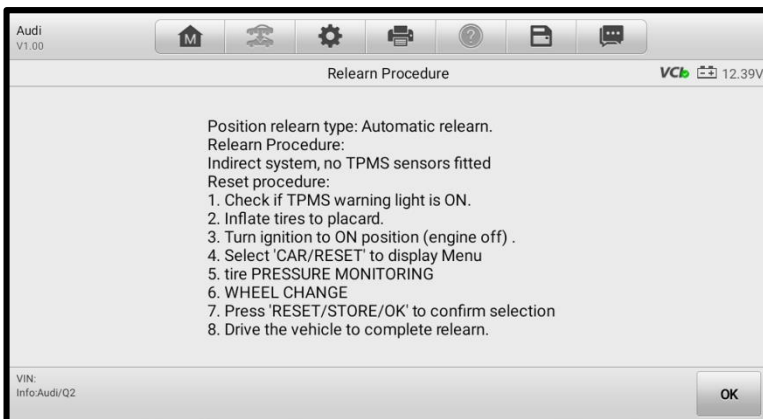 Audi
V1.00
M
?
Relearn Procedure
VCI
12.39V
Position relearn type: Automatic relearn.
Relearn Procedure:
Indirect system, no TPMS sensors fitted
Reset procedure:
1. Check if TPMS warning light is ON.
2. Inflate tires to placard.
3. Turn ignition to ON position (engine off) .
4. Select 'CAR/RESET' to display Menu
5. tire PRESSURE MONITORING
6. WHEEL CHANGE
7. Press 'RESET/STORE/OK' to confirm selection
8. Drive the vehicle to complete relearn.
VIN:
Info:Audi/Q2
OK